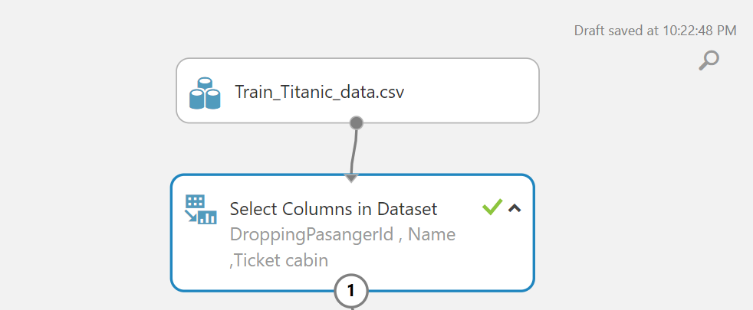 Draft saved at 10:22:48 PM
Train_Titanic_data.csv
Select Columns in Dataset
DroppingPasangerId , Name
,Ticket cabin
1